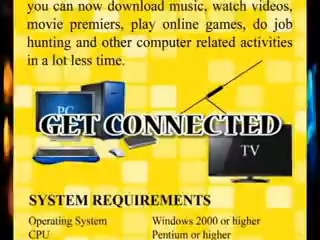 you can now download music, watch videos,
movie premiers, play online games, do job
hunting and other computer related activities
in a lot less time.
PC
GET CONNECTED
TV
SYSTEM REQUIREMENTS
Operating System Windows 2000 or higher
CPU Pentium or higher